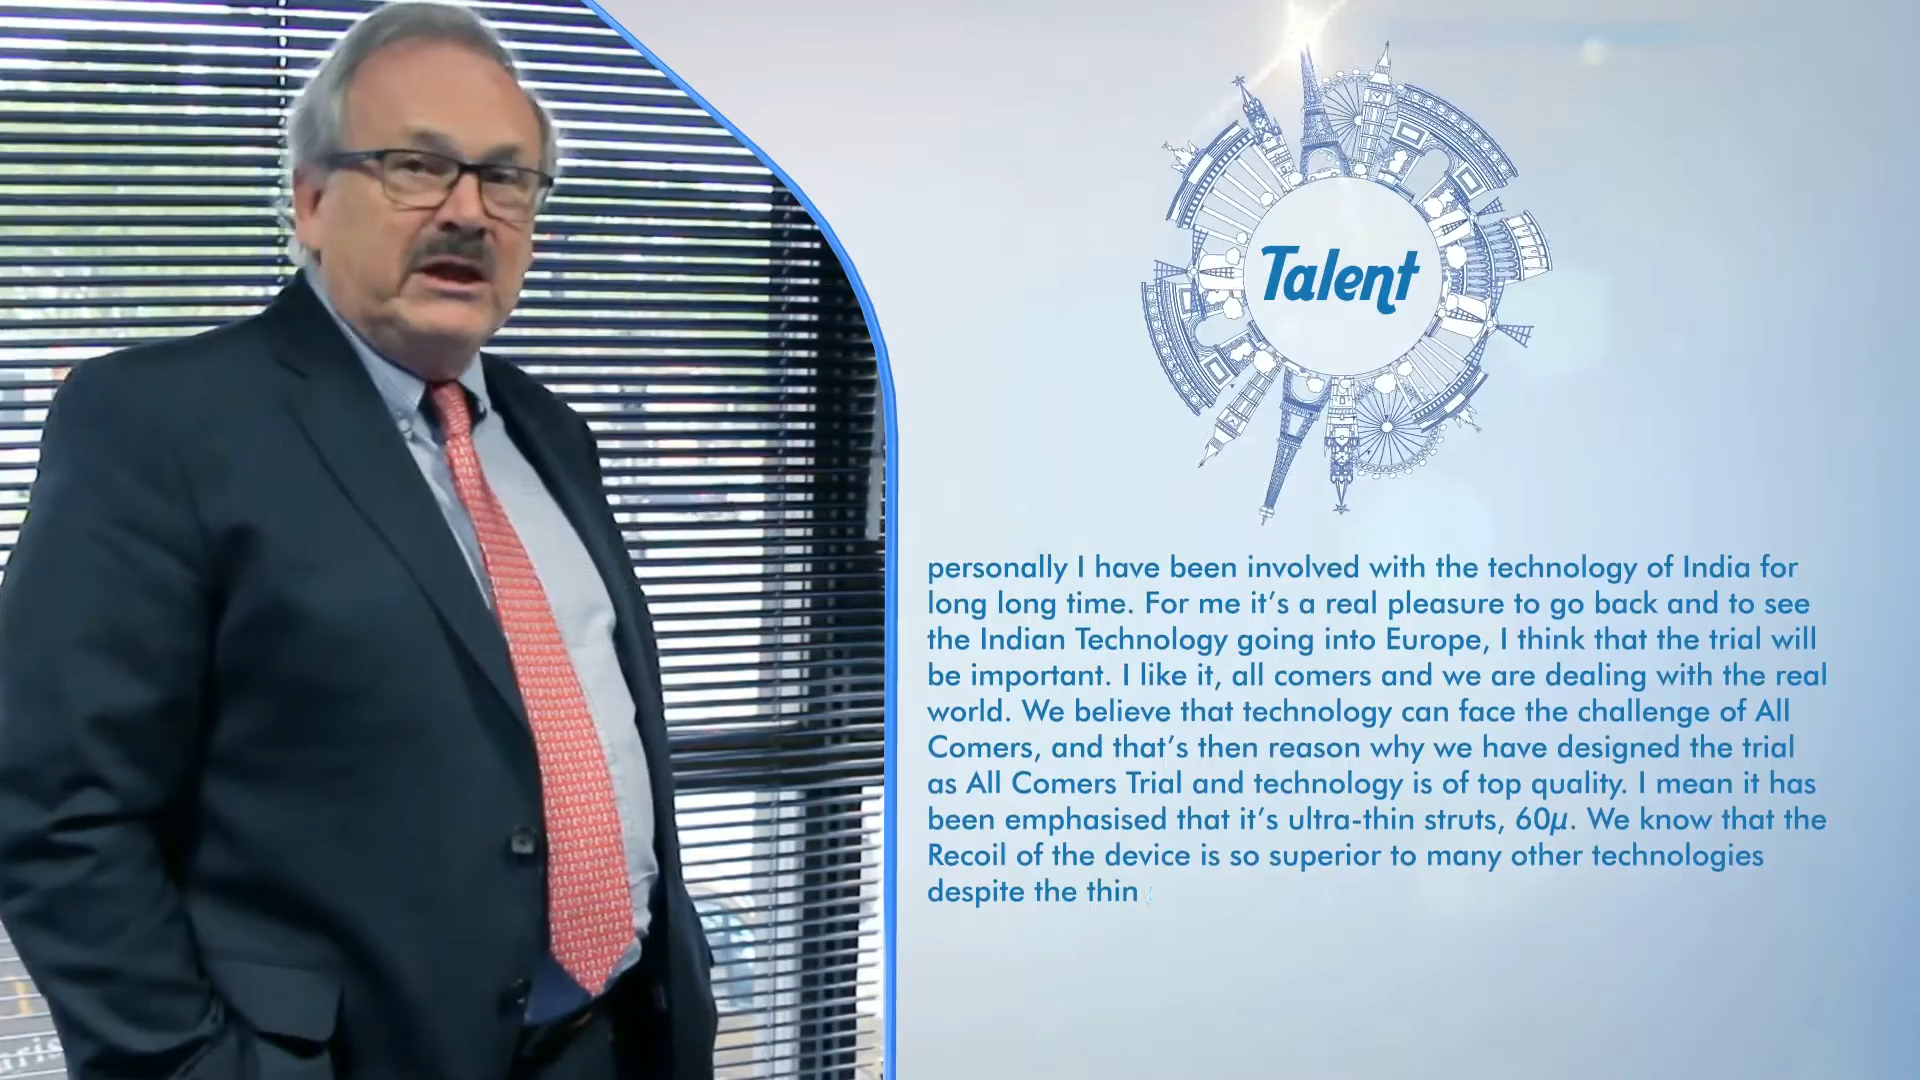 Talent
personally I have been involved with the technology of India for
long long time. For me it’s a real pleasure to go back and to see
the Indian Technology going into Europe, I think that the trial will
be important. I like it, all comers and we are dealing with the real
world. We believe that technology can face the challenge of All
Comers, and that’s then reason why we have designed the trial
as All Comers Trial and technology is of top quality. I mean it has
been emphasised that it’s ultra-thin struts, 60μ. We know that the
Recoil of the device is so superior to many other technologies
despite the thin